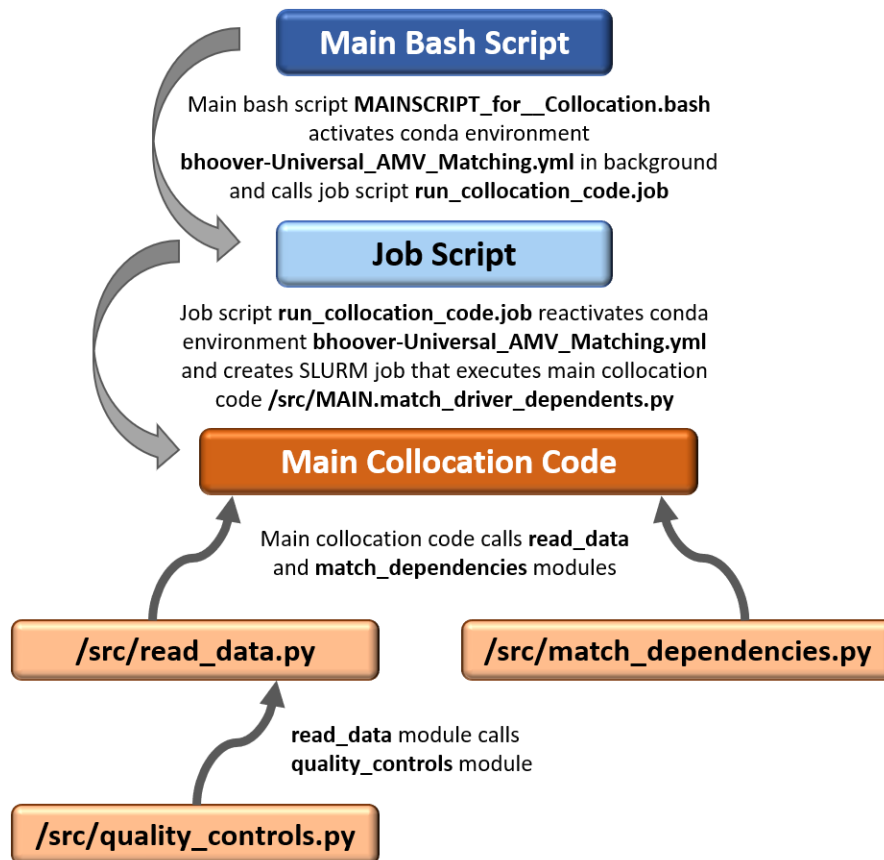 Main Bash Script
Main bash script MAINSCRIPT_for__Collocation.bash
activates conda environment
bhoover-Universal_AMV_Matching.yml in background
and calls job script run_collocation_code.job
Job Script
Job script run_collocation_code.job reactivates conda
environment bhoover-Universal_AMV_Matching.yml
and creates SLURM job that executes main collocation
code /src/MAIN.match_driver_dependents.py
Main Collocation Code
Main collocation code calls read_data
and match_dependencies modules
/src/read_data.py
/src/match_dependencies.py
read_data module calls
quality_controls module
/src/quality_controls.py